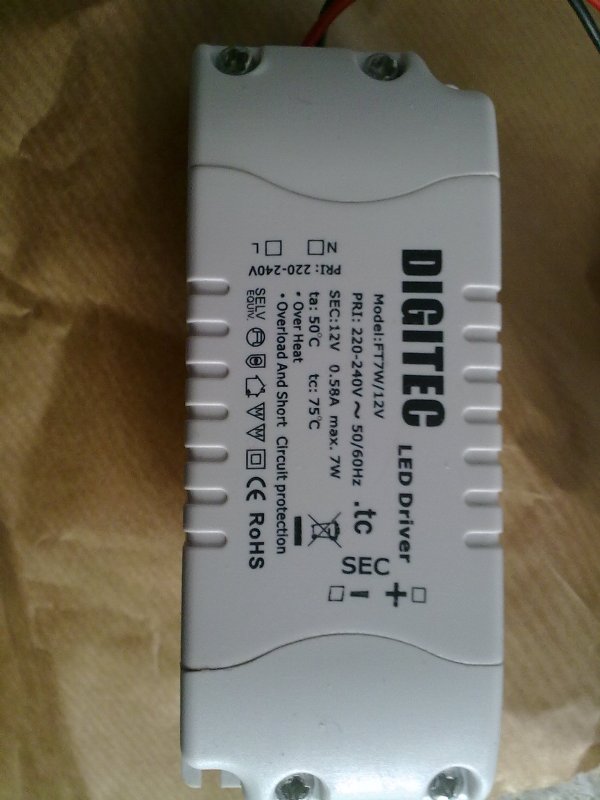 DIGITEC LED Driver
Model:FT7W/12V
PRI: 220-240V ~ 50/60Hz
SEC:12V 0.58A max. 7W
ta: 50°C tc: 75°C
• Over Heat
• Overload And Short Circuit protection
SELV
EQUIV.
CE RoHS
.tc
SEC
+
-
PRI: 220-240V
N
L